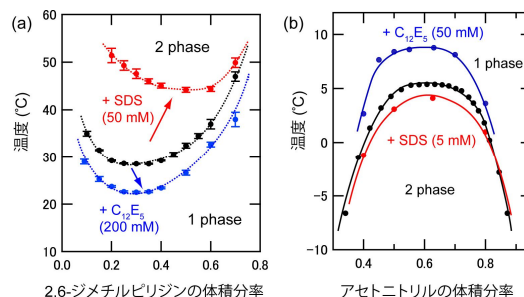 (a)
60
50
40
30
20
温度 (℃)
2 phase
+ SDS
(50 mM)
+ C₁₂E₅
(200 mM)
1 phase
0.0
0.2
0.4
0.6
0.8
2,6-ジメチルピリジンの体積分率
(b)
10
5
0
−5
−10
温度 (℃)
+ C₁₂E₅ (50 mM)
1 phase
+ SDS (5 mM)
2 phase
0.4
0.6
0.8
アセトニトリルの体積分率